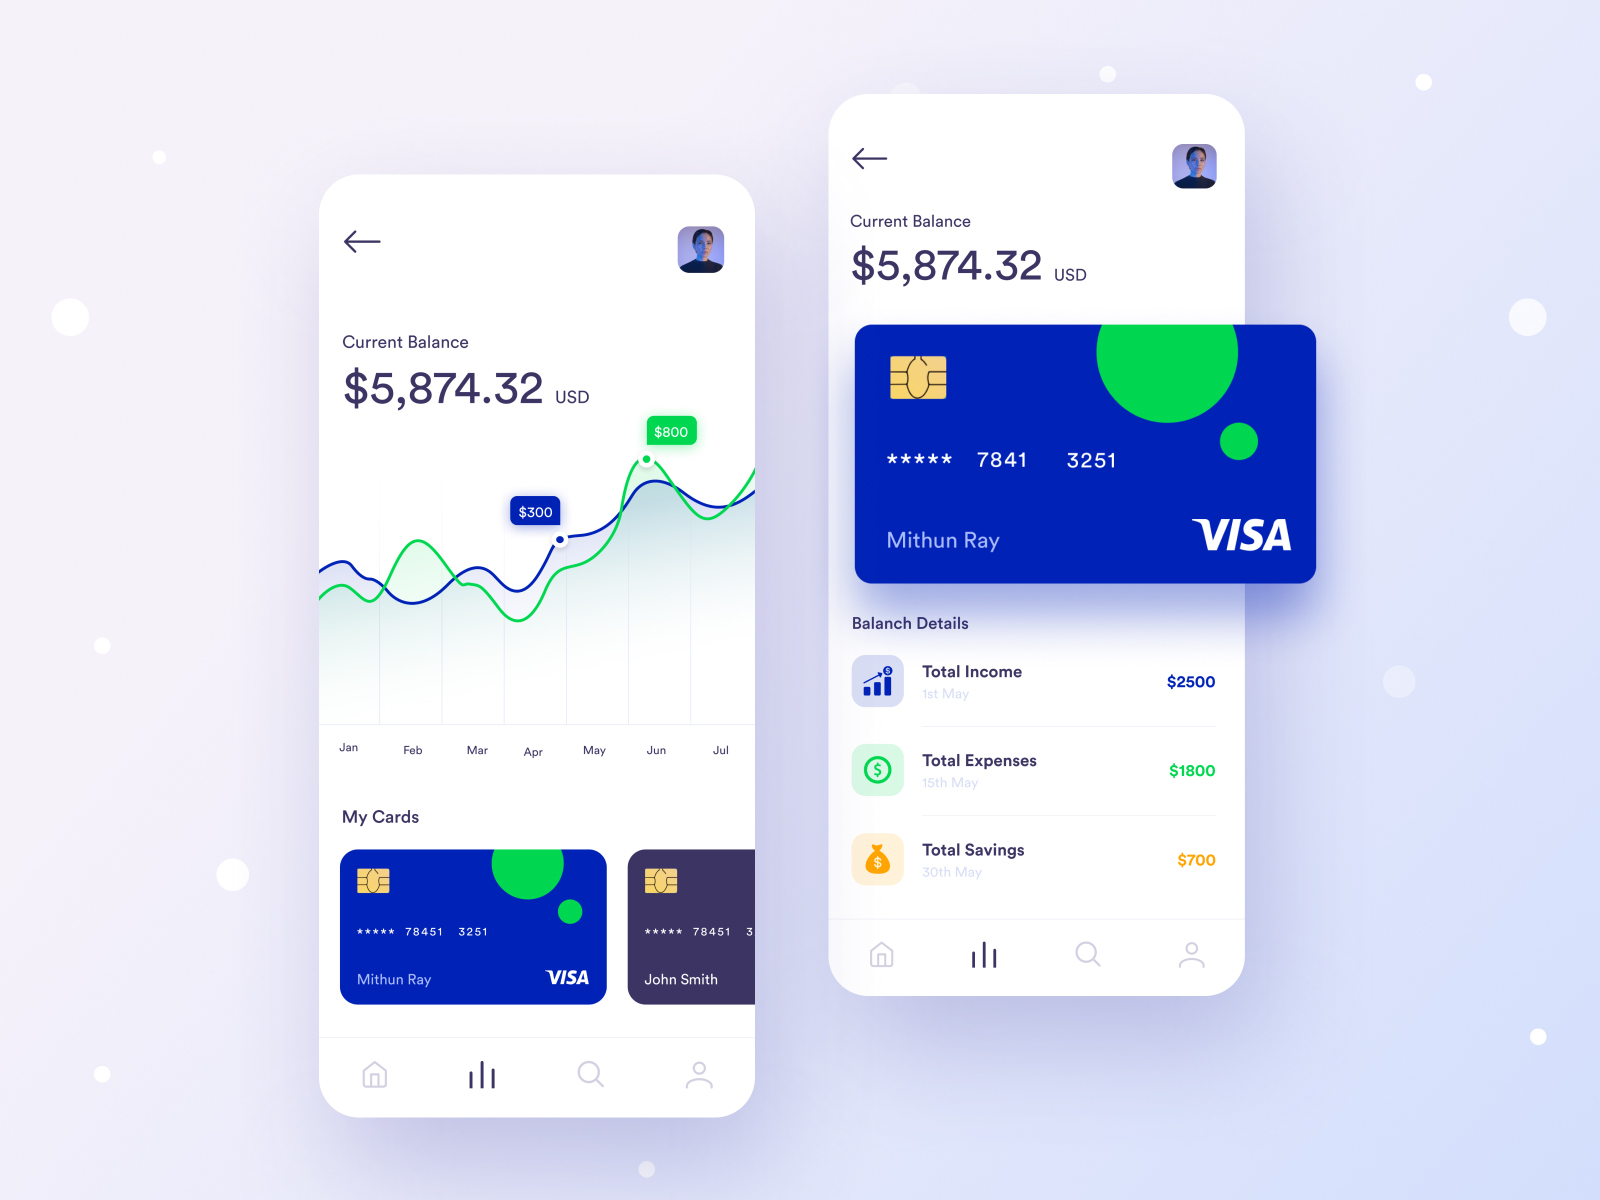 Current Balance
$5,874.32 USD
$800
$300
Jan Feb Mar Apr May Jun Jul
My Cards
***** 78451 3251
Mithun Ray VISA
***** 78451 3
John Smith
Current Balance
$5,874.32 USD
***** 7841 3251
Mithun Ray VISA
Balanch Details
Total Income
1st May
$2500
Total Expenses
15th May
$1800
Total Savings
30th May
$700